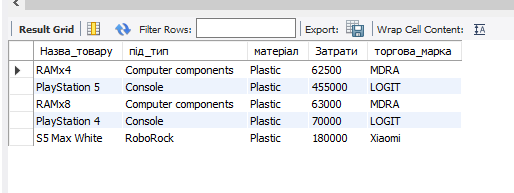 Result Grid Filter Rows: Export: Wrap Cell Content:
Назва_товару під_тип матеріал Затрати торгова_марка
RAMx4 Computer components Plastic 62500 MDRA
PlayStation 5 Console Plastic 455000 LOGIT
RAMx8 Computer components Plastic 63000 MDRA
PlayStation 4 Console Plastic 70000 LOGIT
S5 Max White RoboRock Plastic 180000 Xiaomi